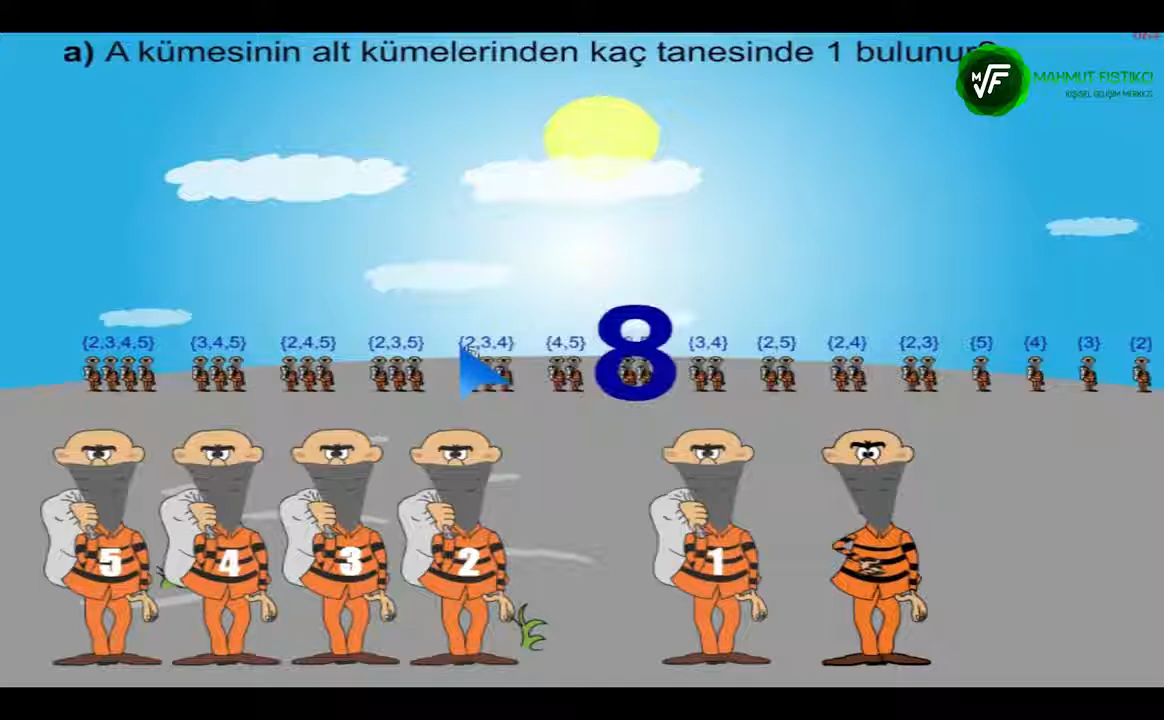 a) A kümesinin alt kümelerinden kaç tanesinde 1 bulunur?
MAHMUT FISTIKCI
KİŞİSEL GELİŞİM MERKEZİ
{2,3,4,5} {3,4,5} {2,4,5} {2,3,5} {2,3,4} {4,5} {3,4} {2,5} {2,4} {2,3} {5} {4} {3} {2}
8
5 4 3 2 1